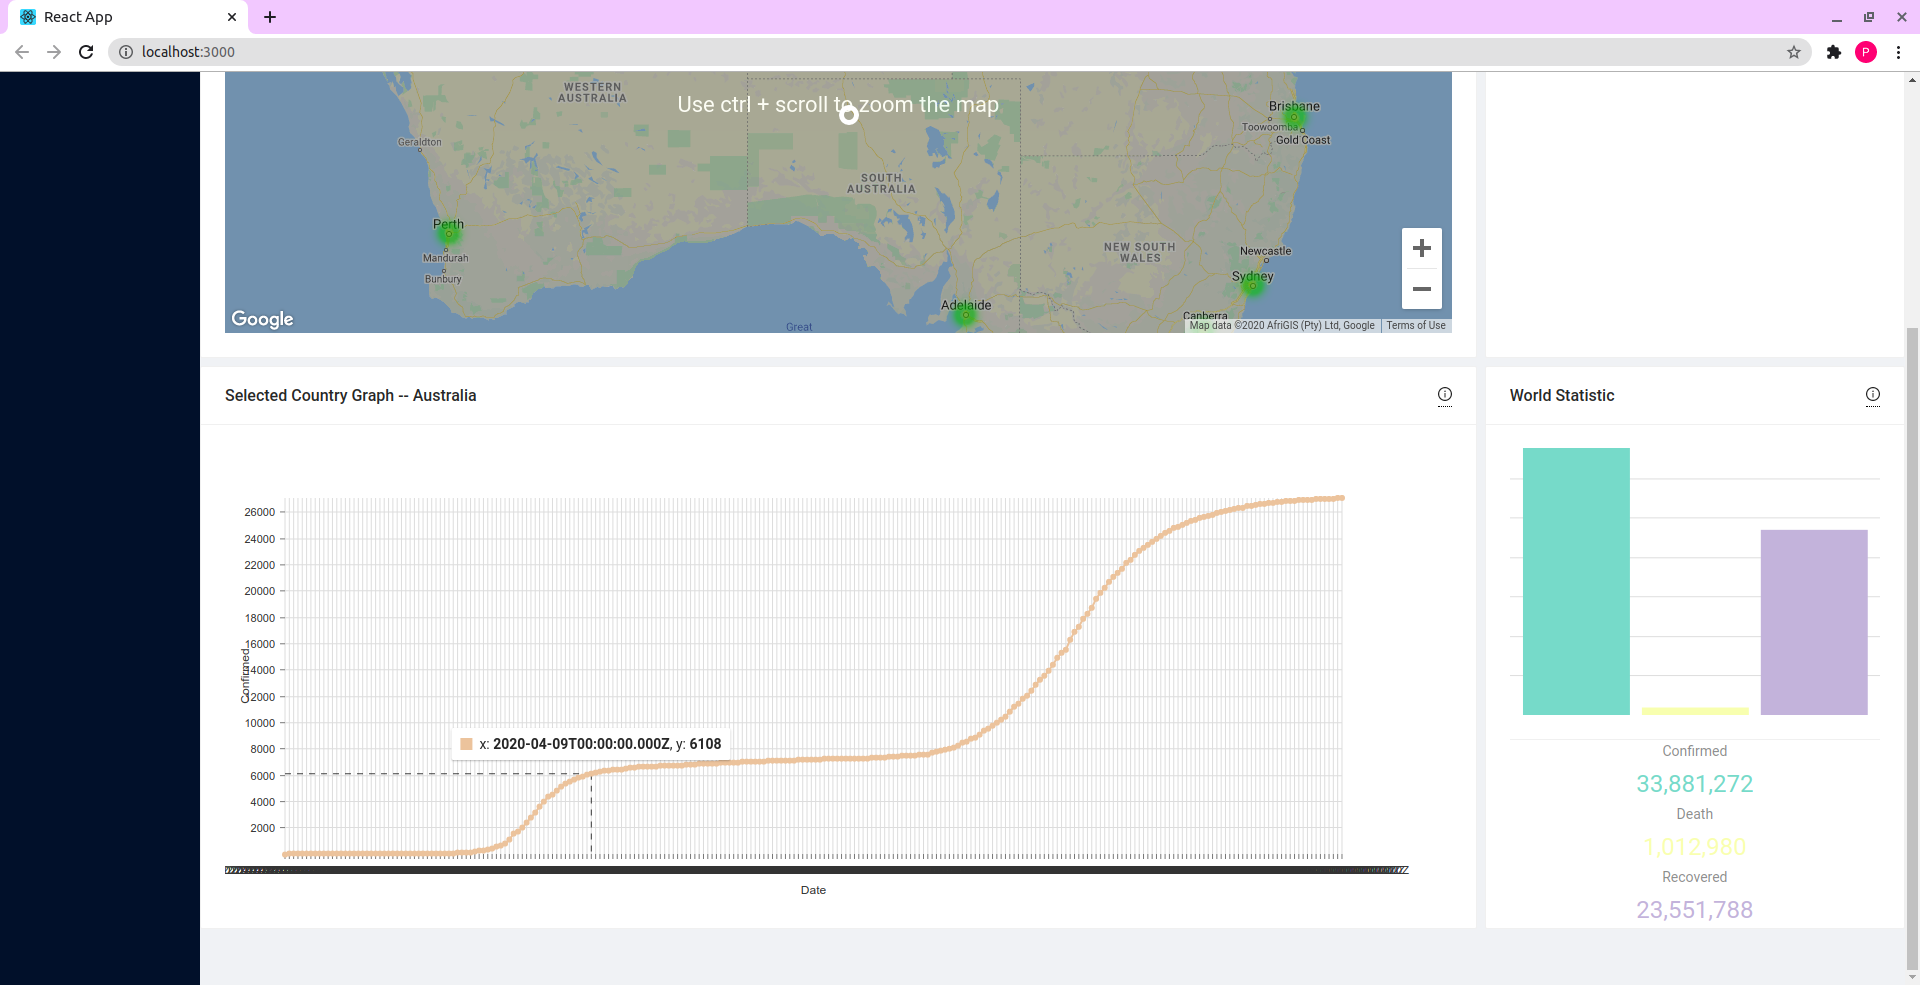 React App
localhost:3000
P
WESTERN
AUSTRALIA
Use ctrl + scroll to zoom the map
Brisbane
Toowoomba
Gold Coast
Geraldton
SOUTH
AUSTRALIA
Perth
Mandurah
Bunbury
NEW SOUTH
WALES
Newcastle
Sydney
Adelaide
Canberra
Great
Google
Map data ©2020 AfriGIS (Pty) Ltd, Google
Terms of Use
Selected Country Graph -- Australia
World Statistic
26000
24000
22000
20000
18000
16000
14000
12000
10000
8000
6000
4000
2000
Confirmed
x: 2020-04-09T00:00:00.000Z, y: 6108
Date
Confirmed
33,881,272
Death
1,012,980
Recovered
23,551,788